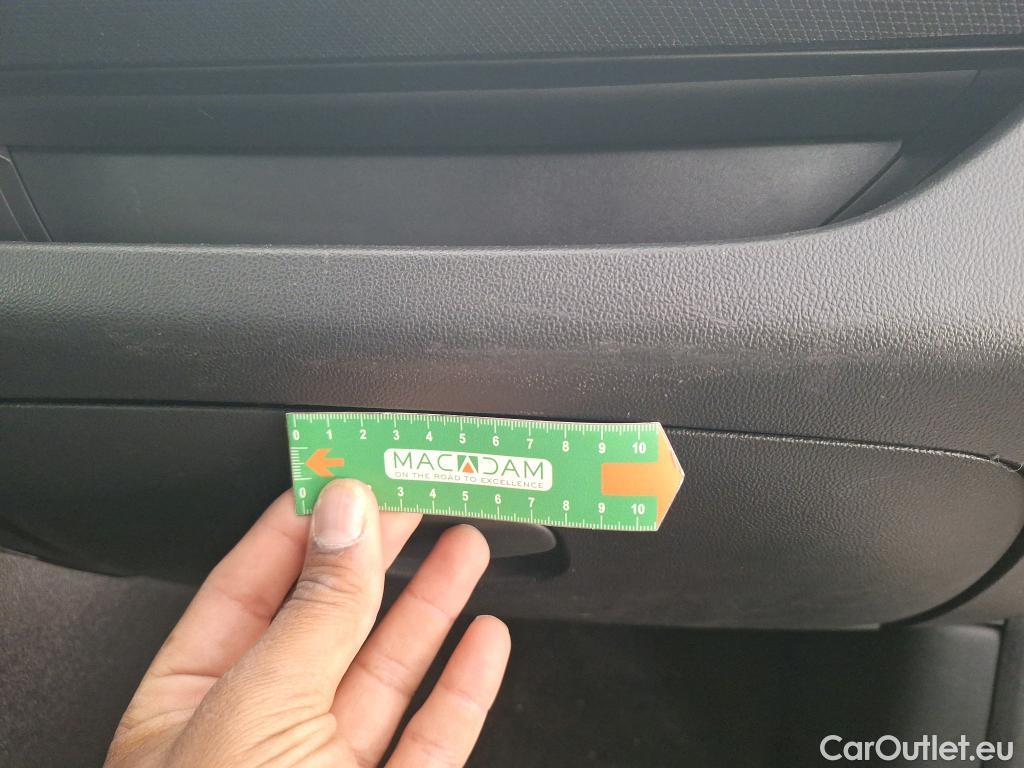 0 1 2 3 4 5 6 7 8 9 10
MACADAM
ON THE ROAD TO EXCELLENCE
0 3 4 5 6 7 8 9 10
CarOutlet.eu